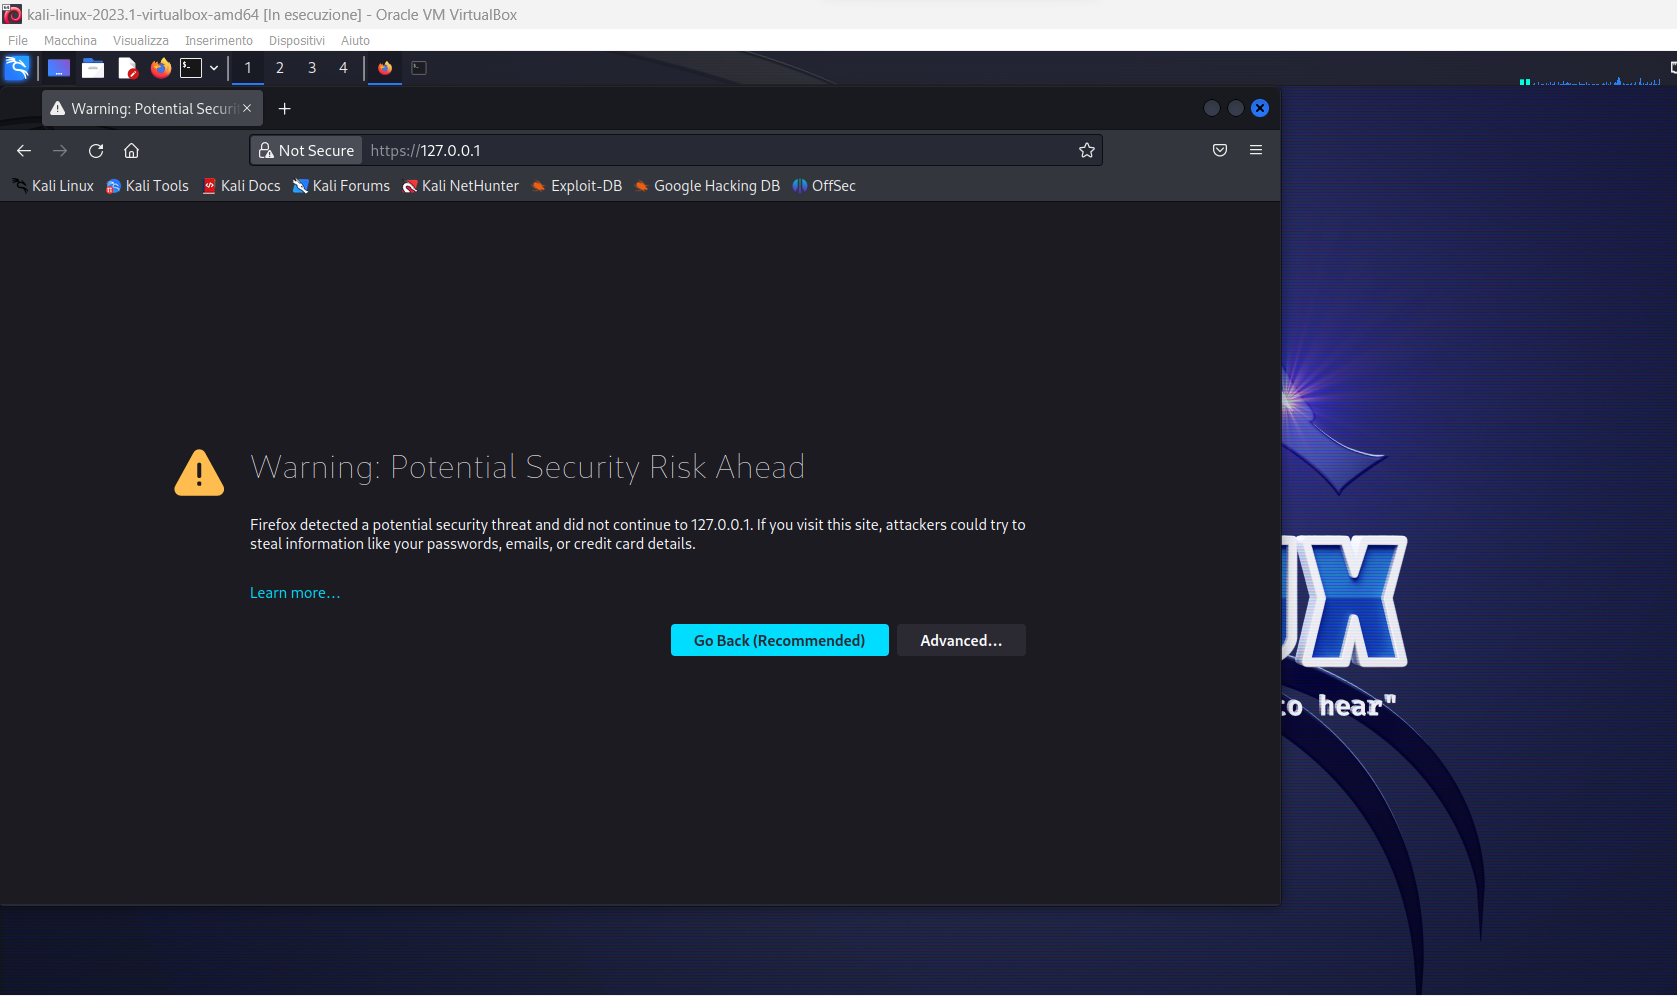 kali-linux-2023.1-virtualbox-amd64 [In esecuzione] - Oracle VM VirtualBox
File Macchina Visualizza Inserimento Dispositivi Aiuto
1 2 3 4
Warning: Potential Securi
Not Secure https://127.0.0.1
Kali Linux Kali Tools Kali Docs Kali Forums Kali NetHunter Exploit-DB Google Hacking DB OffSec
Warning: Potential Security Risk Ahead
Firefox detected a potential security threat and did not continue to 127.0.0.1. If you visit this site, attackers could try to
steal information like your passwords, emails, or credit card details.
Learn more…
Go Back (Recommended) Advanced…
UX
to hear"